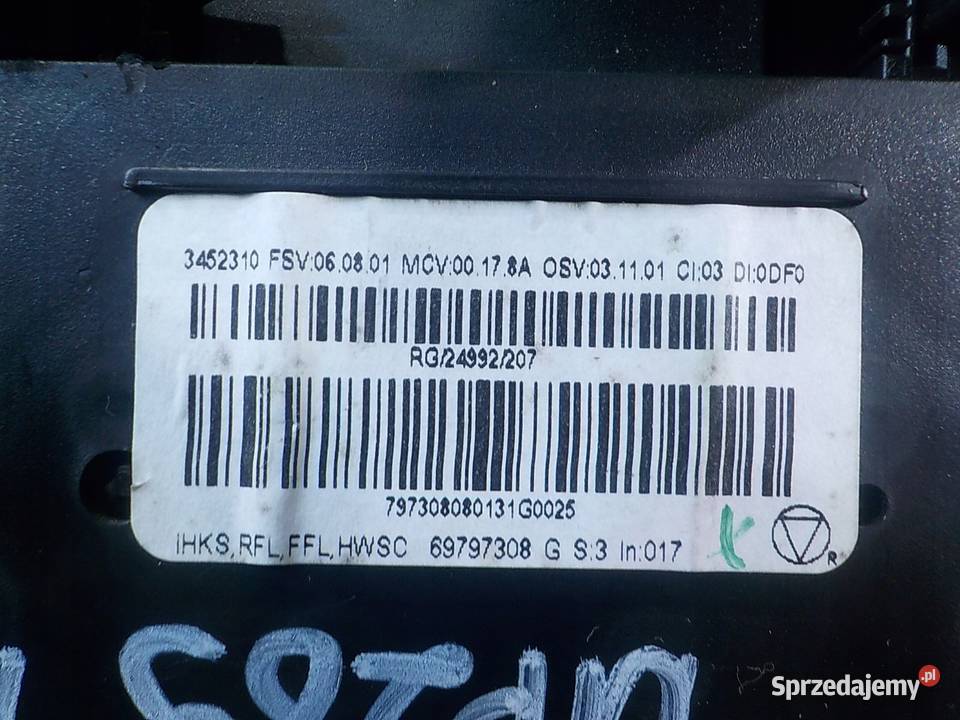 3452310 FSV:06.08.01 MCV:00.17.8A OSV:03.11.01 CI:03 DI:0DF0
RG/24992/207
797308080131G0025
IHKS,RFL,FFL,HWSC 69797308 G S:3 In:017
R
Sprzedajemy.pl